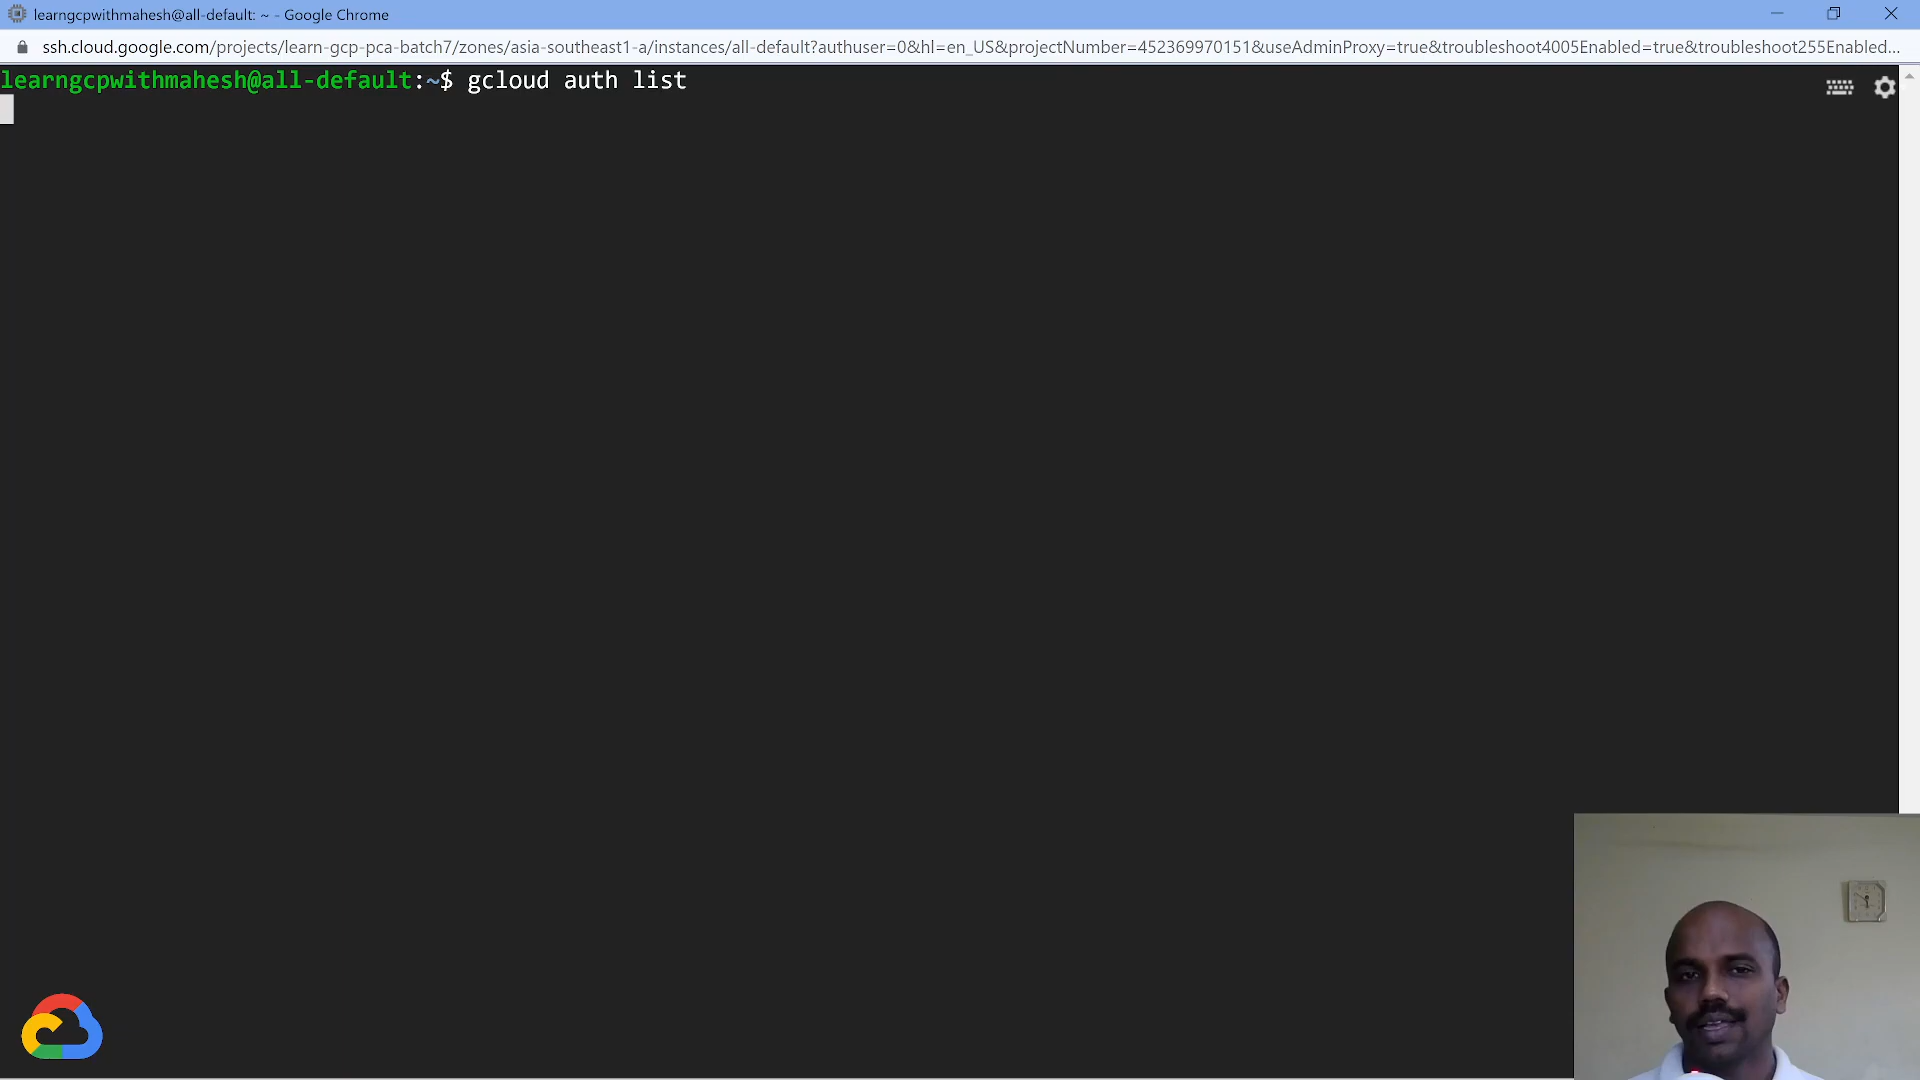 learngcpwithmahesh@all-default: ~ - Google Chrome
ssh.cloud.google.com/projects/learn-gcp-pca-batch7/zones/asia-southeast1-a/instances/all-default?authuser=0&hl=en_US&projectNumber=452369970151&useAdminProxy=true&troubleshoot4005Enabled=true&troubleshoot255Enabled...
learngcpwithmahesh@all-default:~$ gcloud auth list